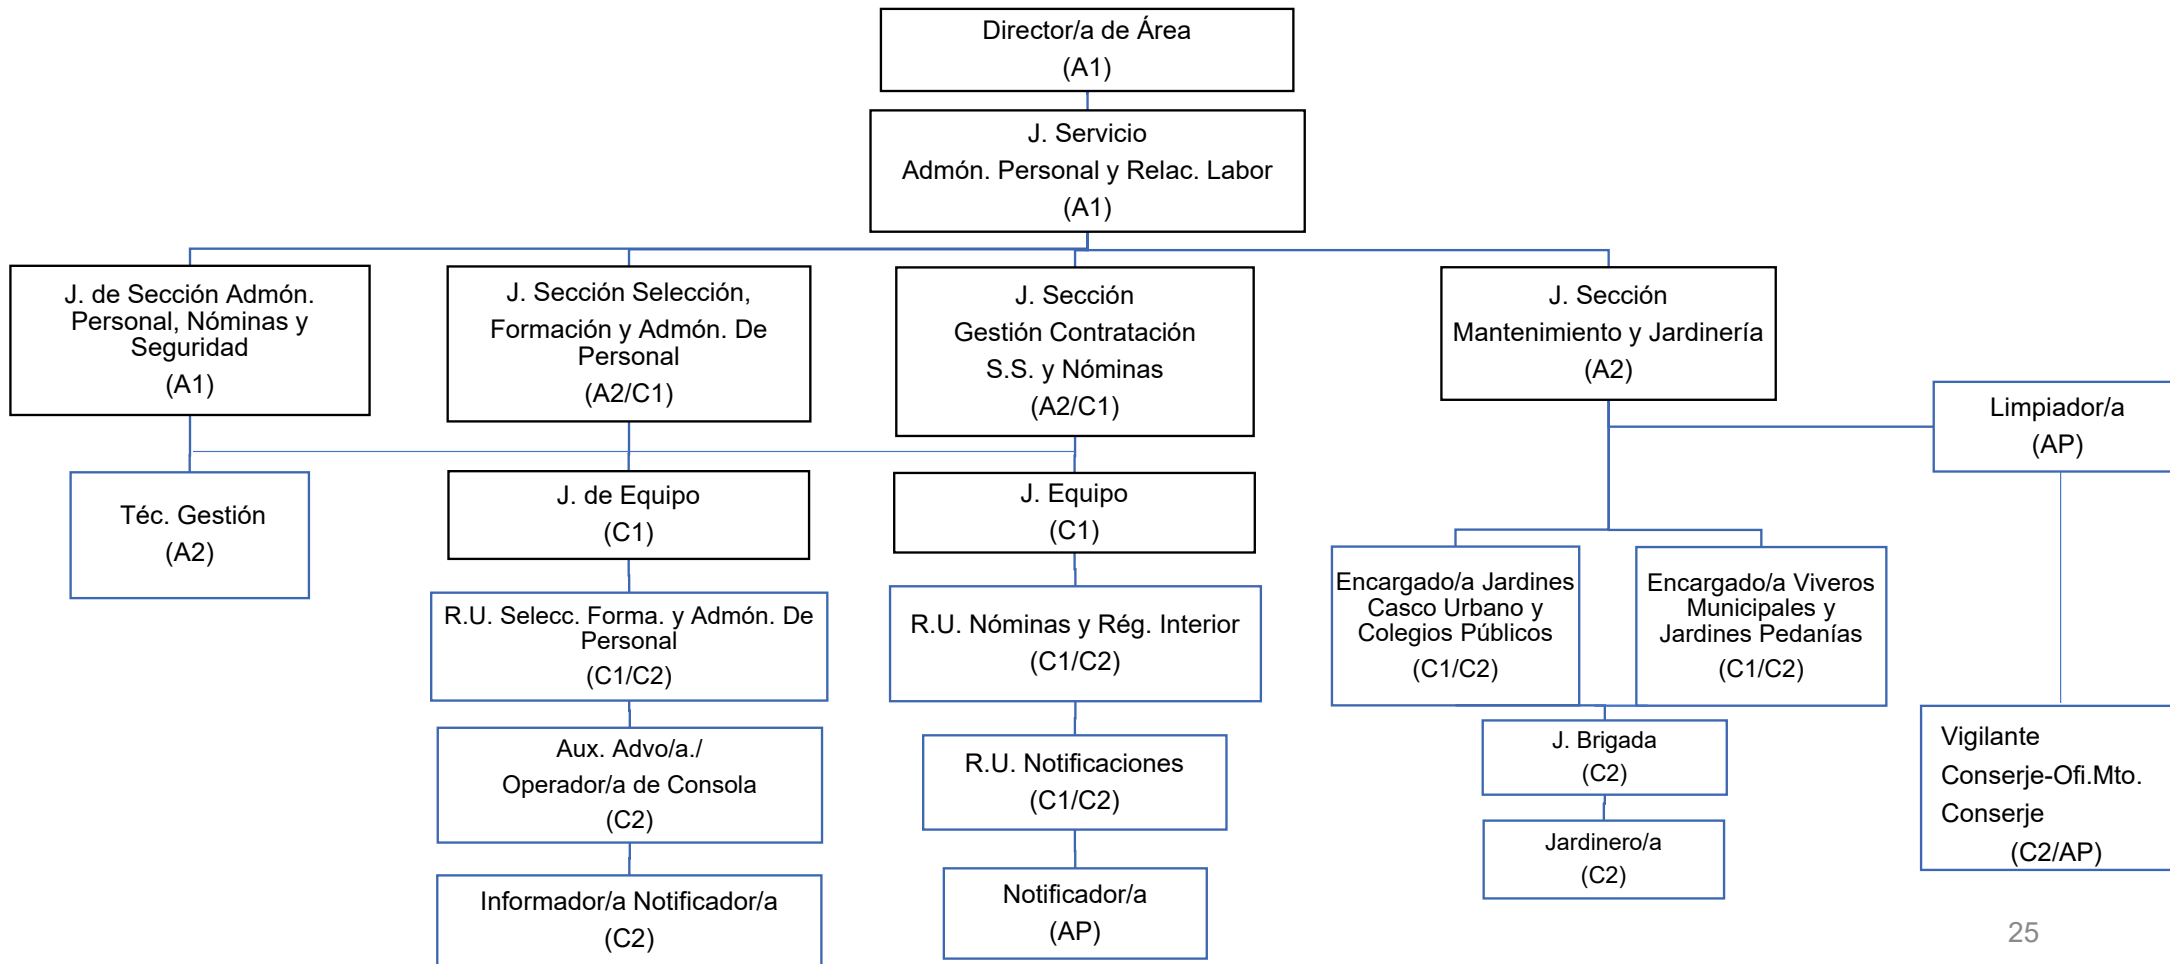 Director/a de Área
(A1)
J. Servicio
Admón. Personal y Relac. Labor
(A1)
J. de Sección Admón.
Personal, Nóminas y
Seguridad
(A1)
J. Sección Selección,
Formación y Admón. De
Personal
(A2/C1)
J. Sección
Gestión Contratación
S.S. y Nóminas
(A2/C1)
J. Sección
Mantenimiento y Jardinería
(A2)
Limpiador/a
(AP)
Téc. Gestión
(A2)
J. de Equipo
(C1)
J. Equipo
(C1)
Encargado/a Jardines
Casco Urbano y
Colegios Públicos
(C1/C2)
Encargado/a Viveros
Municipales y
Jardines Pedanías
(C1/C2)
R.U. Selecc. Forma. y Admón. De
Personal
(C1/C2)
R.U. Nóminas y Rég. Interior
(C1/C2)
Aux. Advo/a./
Operador/a de Consola
(C2)
R.U. Notificaciones
(C1/C2)
J. Brigada
(C2)
Vigilante
Conserje-Ofi.Mto.
Conserje
(C2/AP)
Jardinero/a
(C2)
Informador/a Notificador/a
(C2)
Notificador/a
(AP)
25